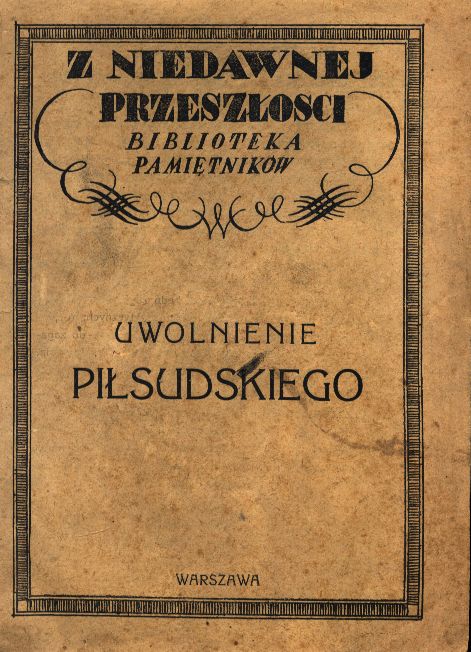 Z NIEDAWNEJ
PRZESZŁOSCI
BIBLIOTEKA
PAMIĘTNIKÓW
UWOLNIENIE
PIŁSUDSKIEGO
WARSZAWA